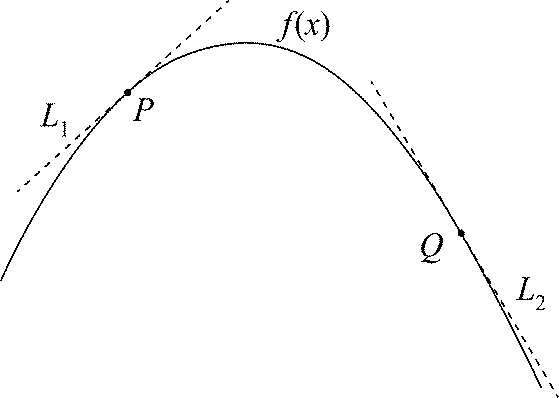 f(x)
L₁
P
Q
L₂